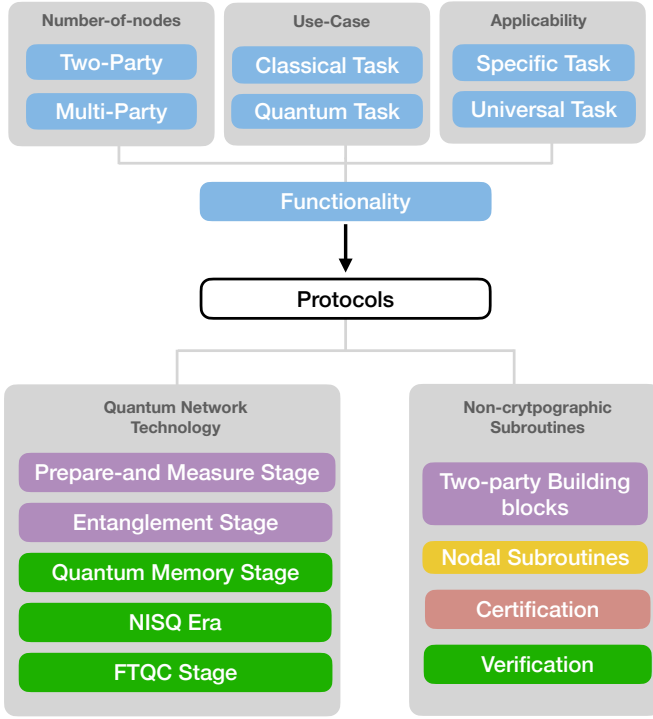 Number-of-nodes
Two-Party
Multi-Party
Use-Case
Classical Task
Quantum Task
Applicability
Specific Task
Universal Task
Functionality
Protocols
Quantum Network
Technology
Prepare-and Measure Stage
Entanglement Stage
Quantum Memory Stage
NISQ Era
FTQC Stage
Non-crytpographic
Subroutines
Two-party Building
blocks
Nodal Subroutines
Certification
Verification